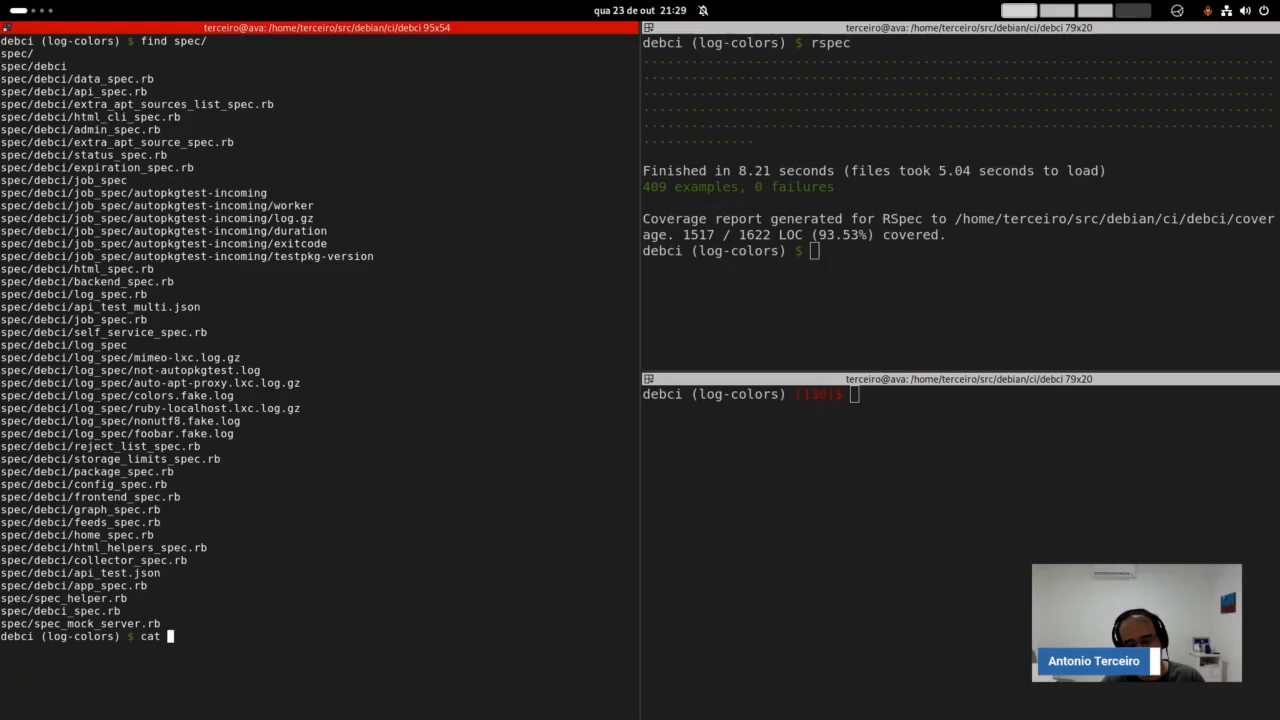 qua 23 de out 21:29
terceiro@ava: /home/terceiro/src/debian/ci/debci 95x54
debci (log-colors) $ find spec/
spec/
spec/debci
spec/debci/data_spec.rb
spec/debci/api_spec.rb
spec/debci/extra_apt_sources_list_spec.rb
spec/debci/html_cli_spec.rb
spec/debci/admin_spec.rb
spec/debci/extra_apt_source_spec.rb
spec/debci/status_spec.rb
spec/debci/expiration_spec.rb
spec/debci/job_spec
spec/debci/job_spec/autopkgtest-incoming
spec/debci/job_spec/autopkgtest-incoming/worker
spec/debci/job_spec/autopkgtest-incoming/log.gz
spec/debci/job_spec/autopkgtest-incoming/duration
spec/debci/job_spec/autopkgtest-incoming/exitcode
spec/debci/job_spec/autopkgtest-incoming/testpkg-version
spec/debci/html_spec.rb
spec/debci/backend_spec.rb
spec/debci/log_spec.rb
spec/debci/api_test_multi.json
spec/debci/job_spec.rb
spec/debci/self_service_spec.rb
spec/debci/log_spec
spec/debci/log_spec/mimeo-lxc.log.gz
spec/debci/log_spec/not-autopkgtest.log
spec/debci/log_spec/auto-apt-proxy.lxc.log.gz
spec/debci/log_spec/colors.fake.log
spec/debci/log_spec/ruby-localhost.lxc.log.gz
spec/debci/log_spec/nonutf8.fake.log
spec/debci/log_spec/foobar.fake.log
spec/debci/reject_list_spec.rb
spec/debci/storage_limits_spec.rb
spec/debci/package_spec.rb
spec/debci/config_spec.rb
spec/debci/frontend_spec.rb
spec/debci/graph_spec.rb
spec/debci/feeds_spec.rb
spec/debci/home_spec.rb
spec/debci/html_helpers_spec.rb
spec/debci/collector_spec.rb
spec/debci/api_test.json
spec/debci/app_spec.rb
spec/spec_helper.rb
spec/debci_spec.rb
spec/spec_mock_server.rb
debci (log-colors) $ cat
terceiro@ava: /home/terceiro/src/debian/ci/debci 79x20
debci (log-colors) $ rspec
...............................................................................
...............................................................................
...............................................................................
...............................................................................
...............................................................................
..............
Finished in 8.21 seconds (files took 5.04 seconds to load)
409 examples, 0 failures
Coverage report generated for RSpec to /home/terceiro/src/debian/ci/debci/cover
age. 1517 / 1622 LOC (93.53%) covered.
debci (log-colors) $
terceiro@ava: /home/terceiro/src/debian/ci/debci 79x20
debci (log-colors) [130]$
Antonio Terceiro